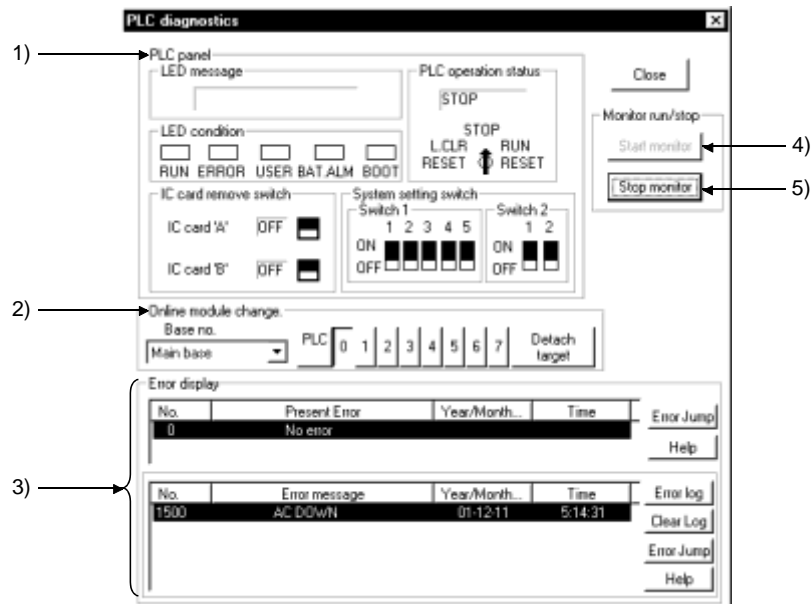 PLC diagnostics
1)
PLC panel
LED message
PLC operation status
STOP
Close
LED condition
RUN ERROR USER BAT.ALM BOOT
STOP
L.CLR RUN
RESET RESET
Monitor run/stop
Start monitor
4)
Stop monitor
5)
IC card remove switch
IC card 'A' OFF
IC card 'B' OFF
System setting switch
Switch 1
1 2 3 4 5
ON
OFF
Switch 2
1 2
ON
OFF
2)
Online module change.
Base no.
Main base
PLC 0 1 2 3 4 5 6 7
Detach
target
3)
Error display
No. Present Error Year/Month... Time
0 No error
Error Jump
Help
No. Error message Year/Month... Time
1500 AC DOWN 01-12-11 5:14:31
Error log
Clear Log
Error Jump
Help